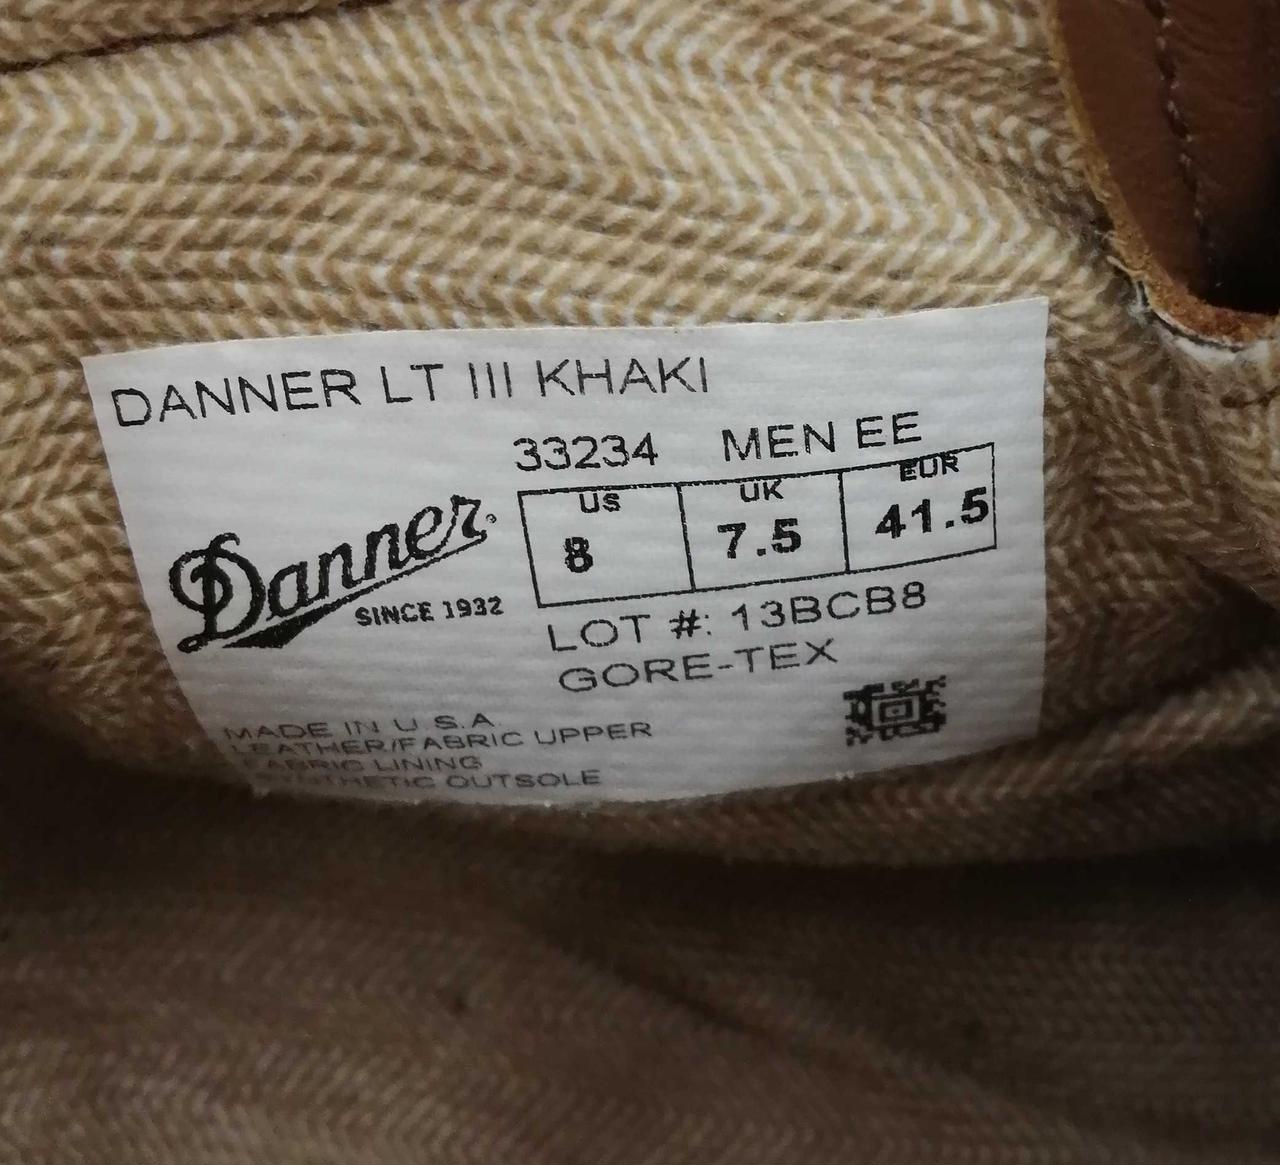 DANNER LT III KHAKI
33234 MEN EE
US UK EUR
8 7.5 41.5
Danner
SINCE 1932
LOT #: 13BCB8
GORE-TEX
MADE IN U.S.A.
LEATHER/FABRIC UPPER
FABRIC LINING
SYNTHETIC OUTSOLE